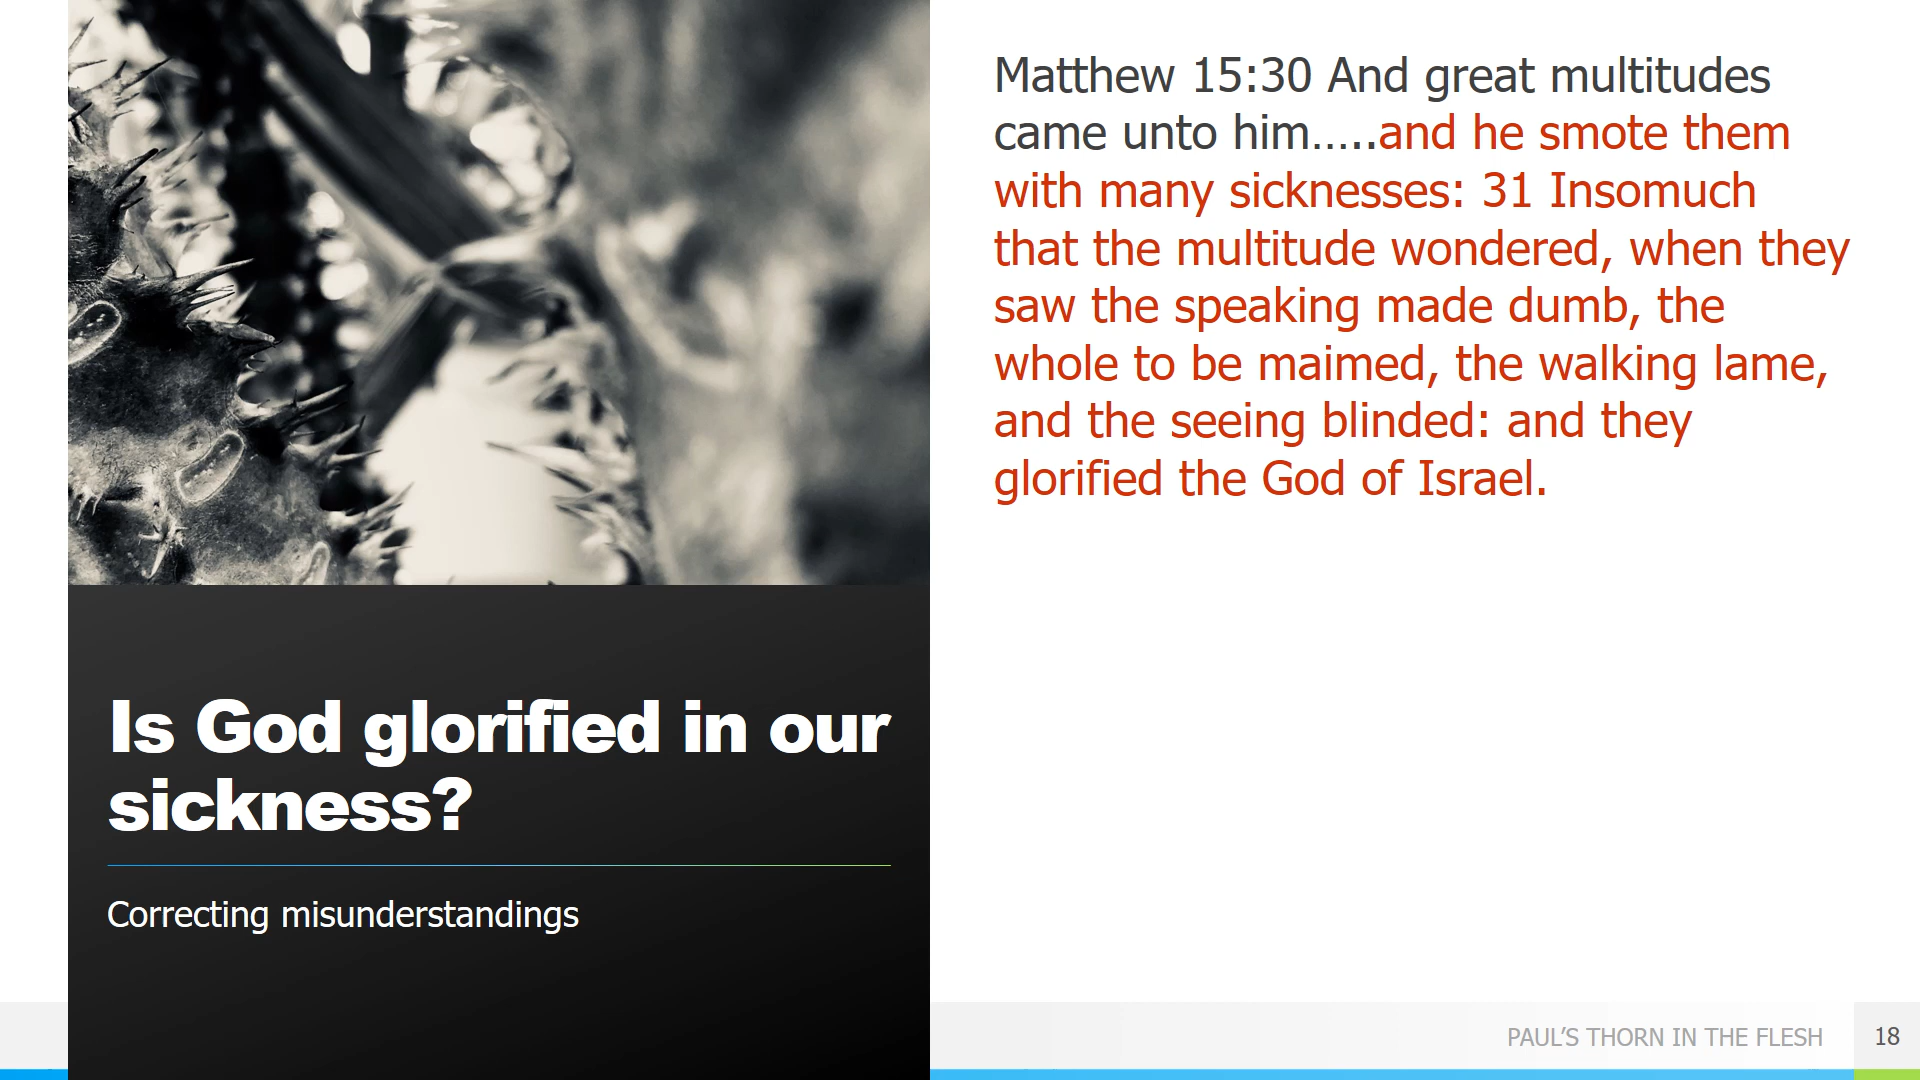 Matthew 15:30 And great multitudes
came unto him…..and he smote them
with many sicknesses: 31 Insomuch
that the multitude wondered, when they
saw the speaking made dumb, the
whole to be maimed, the walking lame,
and the seeing blinded: and they
glorified the God of Israel.
Is God glorified in our
sickness?
Correcting misunderstandings
PAUL’S THORN IN THE FLESH
18